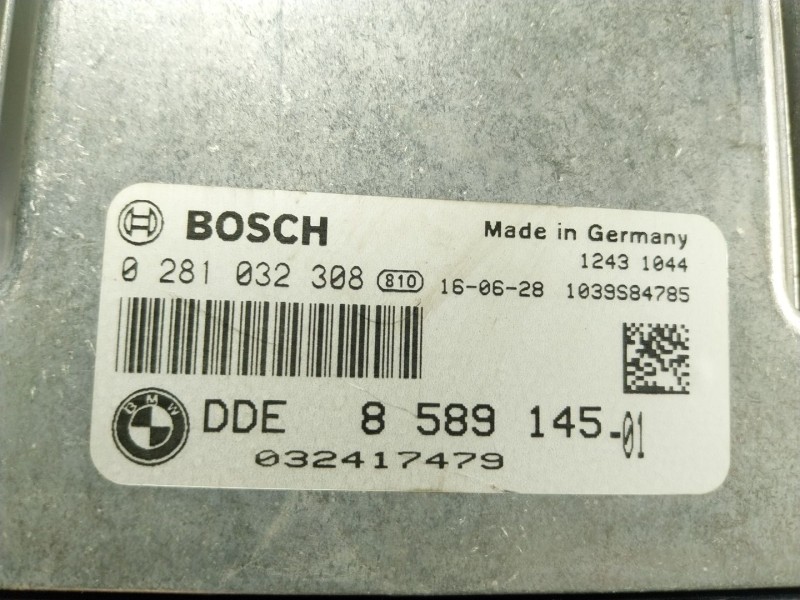 BOSCH
Made in Germany
1243 1044
0 281 032 308 810 16-06-28 1039S84785
BMW
DDE 8 589 145-01
032417479